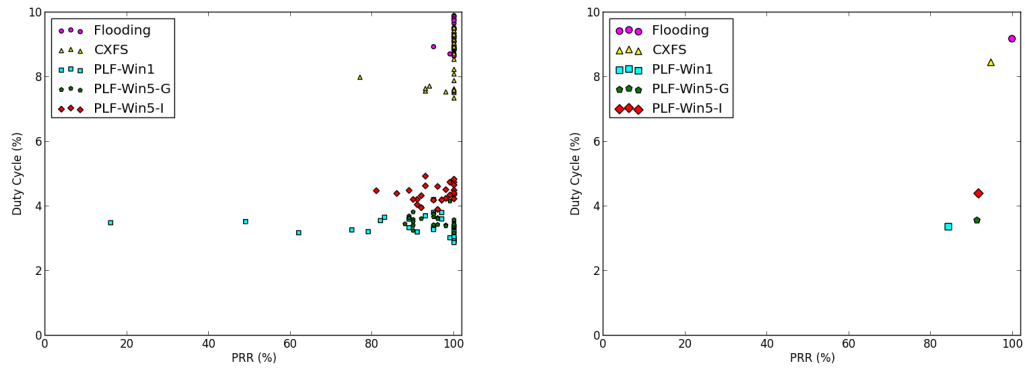 10
8
6
4
2
0
Duty Cycle (%)
Flooding
CXFS
PLF-Win1
PLF-Win5-G
PLF-Win5-I
0 20 40 60 80 100
PRR (%)
10
8
6
4
2
0
Duty Cycle (%)
Flooding
CXFS
PLF-Win1
PLF-Win5-G
PLF-Win5-I
0 20 40 60 80 100
PRR (%)